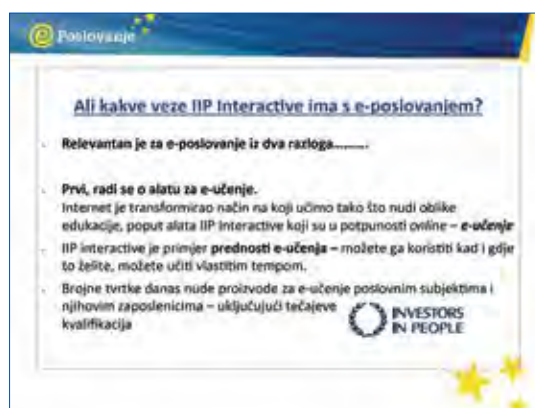 Poslovanje
Ali kakve veze IIP Interactive ima s e-poslovanjem?
Relevantan je za e-poslovanje iz dva razloga..........
Prvi, radi se o alatu za e-učenje.
Internet je transformirao način na koji učimo tako što nudi oblike
edukacije, poput alata IIP Interactive koji su u potpunosti online – e-učenje
IIP interactive je primjer prednosti e-učenja – možete ga koristiti kad i gdje
to želite, možete učiti vlastitim tempom.
Brojne tvrtke danas nude proizvode za e-učenje poslovnim subjektima i
njihovim zaposlenicima – uključujući tečajeve
kvalifikacija
INVESTORS
IN PEOPLE